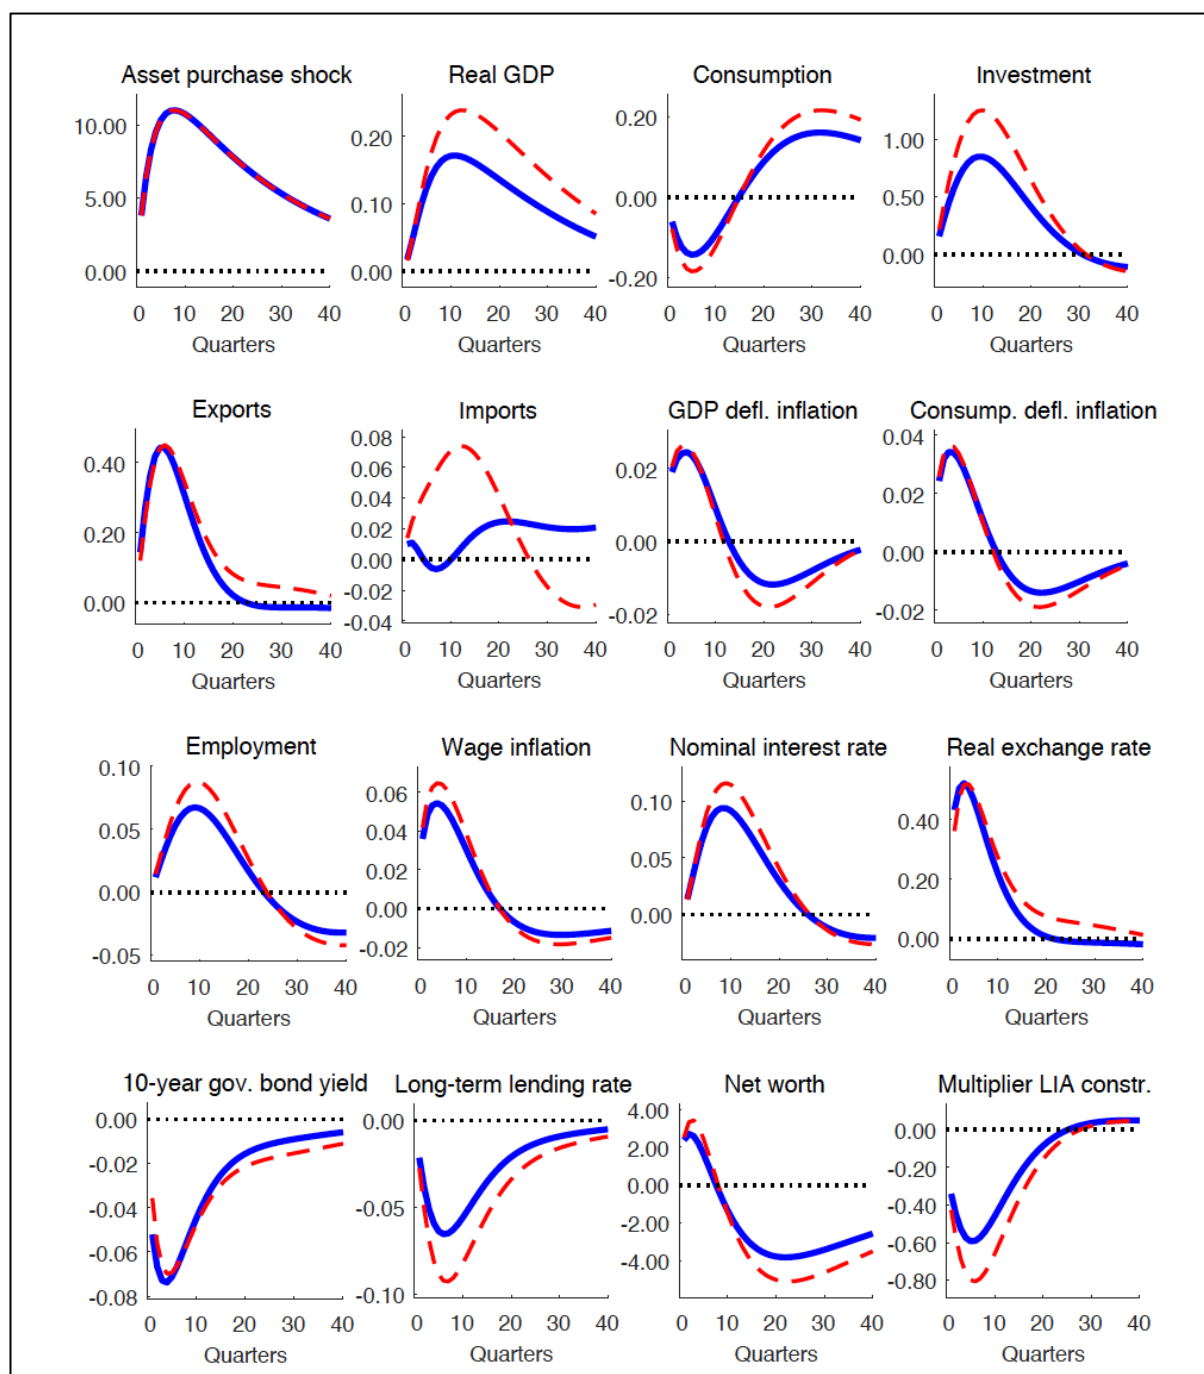 Asset purchase shock
10.00
5.00
0.00
0 10 20 30 40
Quarters
Real GDP
0.20
0.10
0.00
0 10 20 30 40
Quarters
Consumption
0.20
0.00
-0.20
0 10 20 30 40
Quarters
Investment
1.00
0.50
0.00
0 10 20 30 40
Quarters
Exports
0.40
0.20
0.00
0 10 20 30 40
Quarters
Imports
0.08
0.06
0.04
0.02
0.00
-0.02
-0.04
0 10 20 30 40
Quarters
GDP defl. inflation
0.02
0.00
-0.02
0 10 20 30 40
Quarters
Consump. defl. inflation
0.04
0.02
0.00
-0.02
0 10 20 30 40
Quarters
Employment
0.10
0.05
0.00
-0.05
0 10 20 30 40
Quarters
Wage inflation
0.06
0.04
0.02
0.00
-0.02
0 10 20 30 40
Quarters
Nominal interest rate
0.10
0.05
0.00
0 10 20 30 40
Quarters
Real exchange rate
0.40
0.20
0.00
0 10 20 30 40
Quarters
10-year gov. bond yield
0.00
-0.02
-0.04
-0.06
-0.08
0 10 20 30 40
Quarters
Long-term lending rate
0.00
-0.05
-0.10
0 10 20 30 40
Quarters
Net worth
4.00
2.00
0.00
-2.00
-4.00
0 10 20 30 40
Quarters
Multiplier LIA constr.
0.00
-0.20
-0.40
-0.60
-0.80
0 10 20 30 40
Quarters